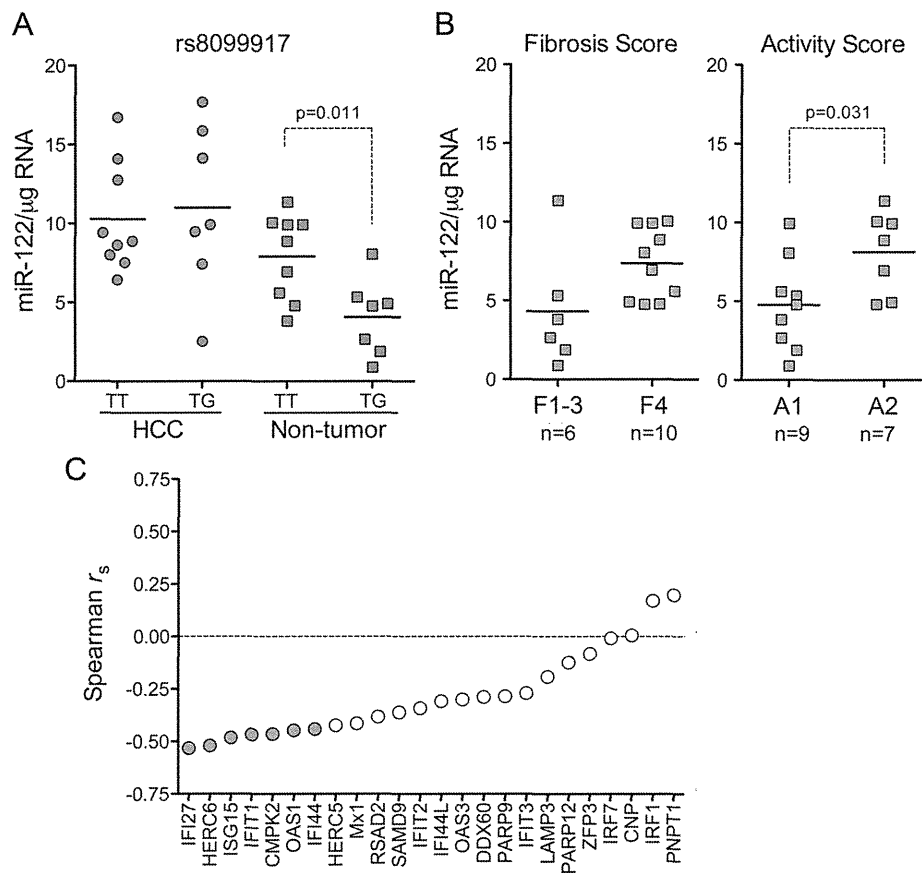 A
rs8099917
miR-122/µg RNA
20
15
10
5
0
p=0.011
TT
TG
TT
TG
HCC
Non-tumor
B
Fibrosis Score
miR-122/µg RNA
20
15
10
5
0
F1-3
F4
n=6
n=10
Activity Score
20
15
10
5
0
p=0.031
A1
A2
n=9
n=7
C
Spearman rs
0.75
0.50
0.25
0.00
-0.25
-0.50
-0.75
IFI27
HERC6
ISG15
IFIT1
CMPK2
OAS1
IFI44
HERC5
Mx1
RSAD2
SAMD9
IFIT2
IFI44L
OAS3
DDX60
PARP9
IFIT3
LAMP3
PARP12
ZFP3
IRF7
CNP
IRF1
PNPT1